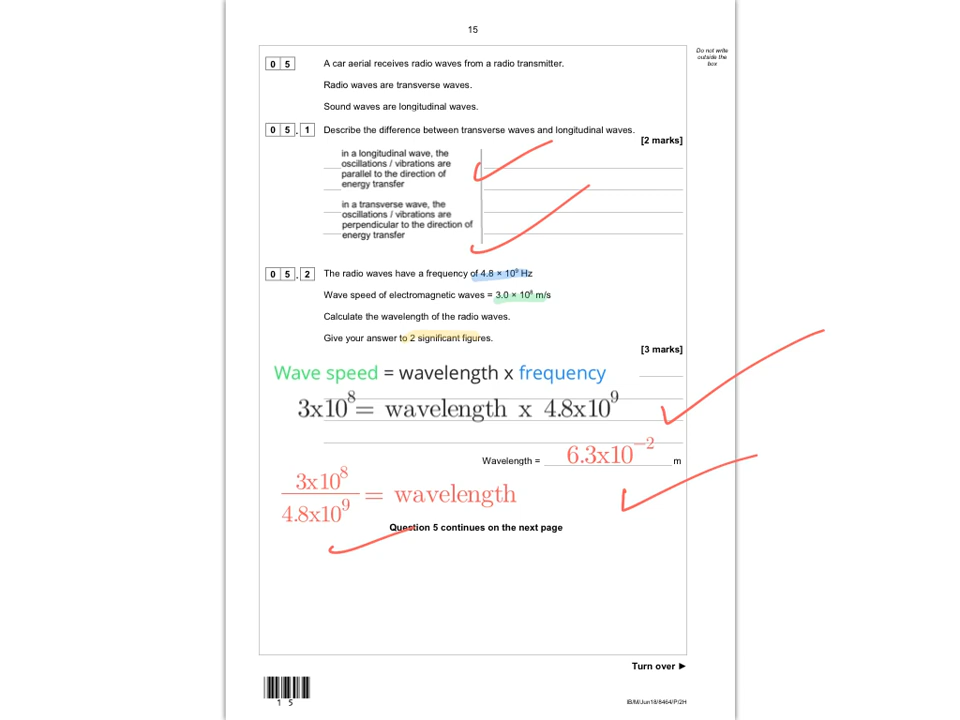 15
Do not write
outside the
box
0 5 A car aerial receives radio waves from a radio transmitter.
Radio waves are transverse waves.
Sound waves are longitudinal waves.
0 5 . 1 Describe the difference between transverse waves and longitudinal waves.
[2 marks]
in a longitudinal wave, the
oscillations / vibrations are
parallel to the direction of
energy transfer
in a transverse wave, the
oscillations / vibrations are
perpendicular to the direction of
energy transfer
0 5 . 2 The radio waves have a frequency of 4.8 × 10⁹ Hz
Wave speed of electromagnetic waves = 3.0 × 10⁸ m/s
Calculate the wavelength of the radio waves.
Give your answer to 2 significant figures.
[3 marks]
Wave speed = wavelength x frequency
3x10⁸ = wavelength x 4.8x10⁹
Wavelength = 6.3x10⁻² m
3x10⁸
4.8x10⁹ = wavelength
Question 5 continues on the next page
Turn over ►
1 5
IB/M/Jun18/8464/P/2H